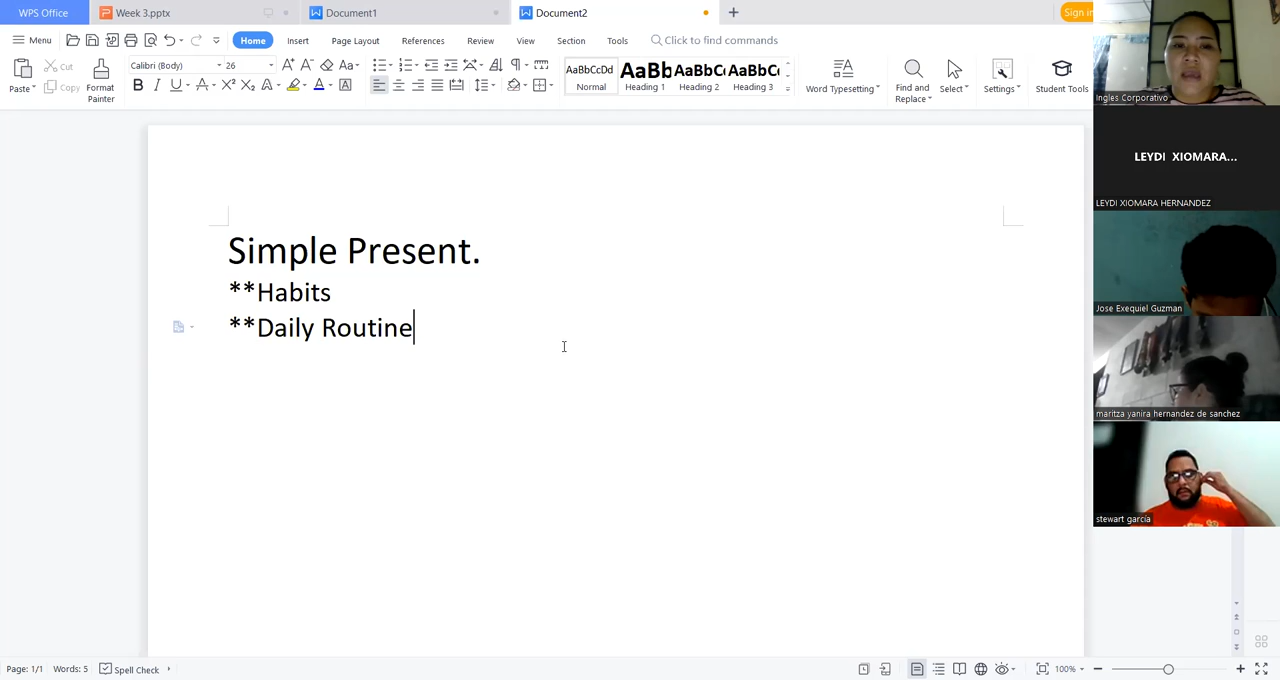 WPS Office
Week 3.pptx
Document1
Document2
Sign in
Menu
Home
Insert
Page Layout
References
Review
View
Section
Tools
Click to find commands
Paste
Cut
Copy
Format
Painter
Calibri (Body)
26
AaBbCcDd
Normal
AaBb
Heading 1
AaBbCc
Heading 2
AaBbCc
Heading 3
Word Typesetting
Find and
Replace
Select
Settings
Student Tools
Ingles Corporativo
LEYDI XIOMARA...
LEYDI XIOMARA HERNANDEZ
Jose Exequiel Guzman
maritza yanira hernandez de sanchez
stewart garcia
Simple Present.
**Habits
**Daily Routine
Page: 1/1
Words: 5
Spell Check
100%